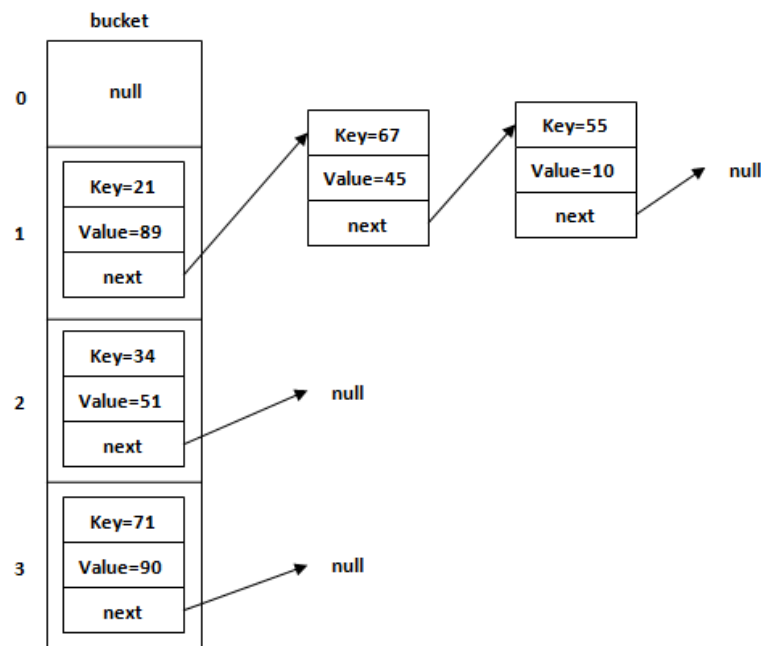 bucket
0
null
1
Key=21
Value=89
next
Key=67
Value=45
next
Key=55
Value=10
next
null
2
Key=34
Value=51
next
null
3
Key=71
Value=90
next
null